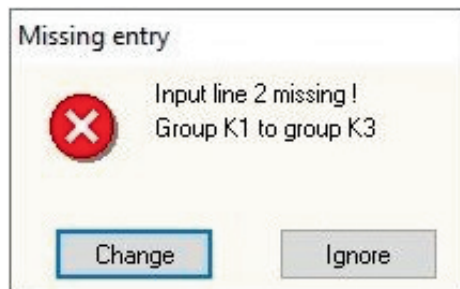 Missing entry
Input line 2 missing !
Group K1 to group K3
Change
Ignore